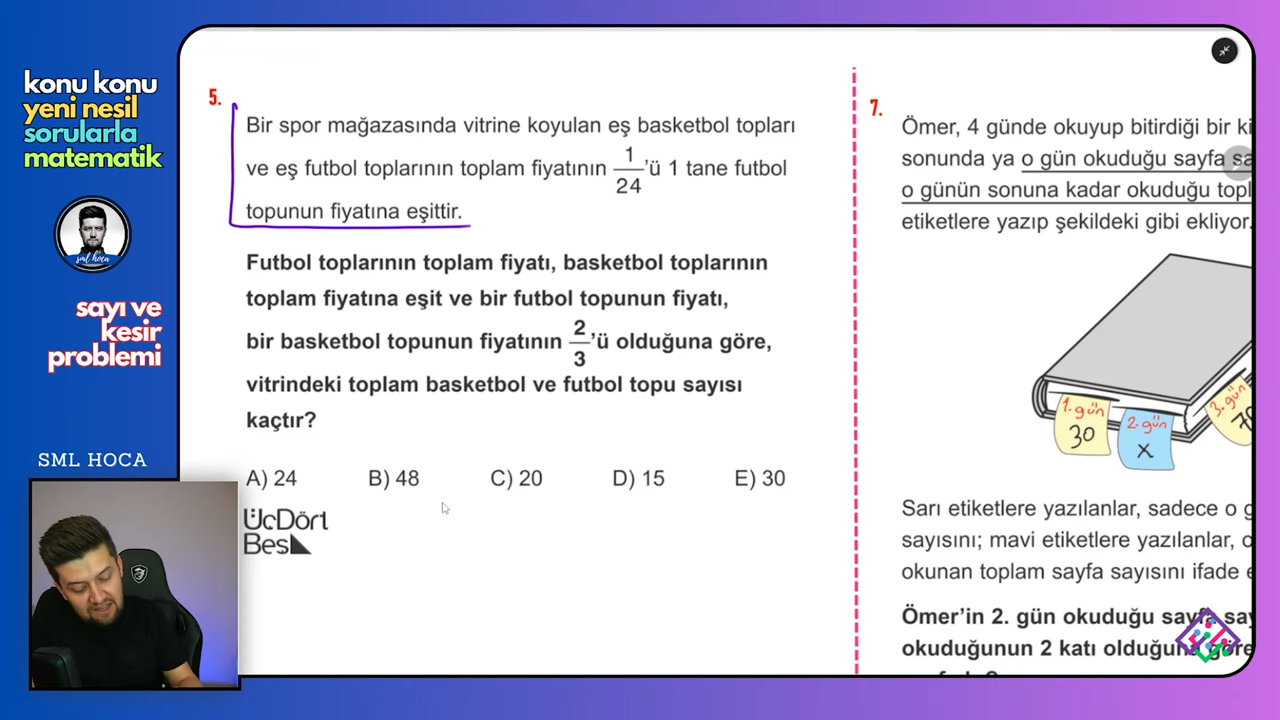 konu konu
yeni nesil
sorularla
matematik
sml hoca
sayı ve
kesir
problemi
SML HOCA
5.
Bir spor mağazasında vitrine koyulan eş basketbol topları
ve eş futbol toplarının toplam fiyatının 1/24 'ü 1 tane futbol
topunun fiyatına eşittir.
Futbol toplarının toplam fiyatı, basketbol toplarının
toplam fiyatına eşit ve bir futbol topunun fiyatı,
bir basketbol topunun fiyatının 2/3 'ü olduğuna göre,
vitrindeki toplam basketbol ve futbol topu sayısı
kaçtır?
A) 24 B) 48 C) 20 D) 15 E) 30
ÜçDört
Beş
7.
Ömer, 4 günde okuyup bitirdiği bir ki
sonunda ya o gün okuduğu sayfa sa
o günün sonuna kadar okuduğu topl
etiketlere yazıp şekildeki gibi ekliyor.
1. gün
30
2. gün
x
3. gün
Sarı etiketlere yazılanlar, sadece o g
sayısını; mavi etiketlere yazılanlar, o
okunan toplam sayfa sayısını ifade e
Ömer'in 2. gün okuduğu sayfa say
okuduğunun 2 katı olduğuna göre